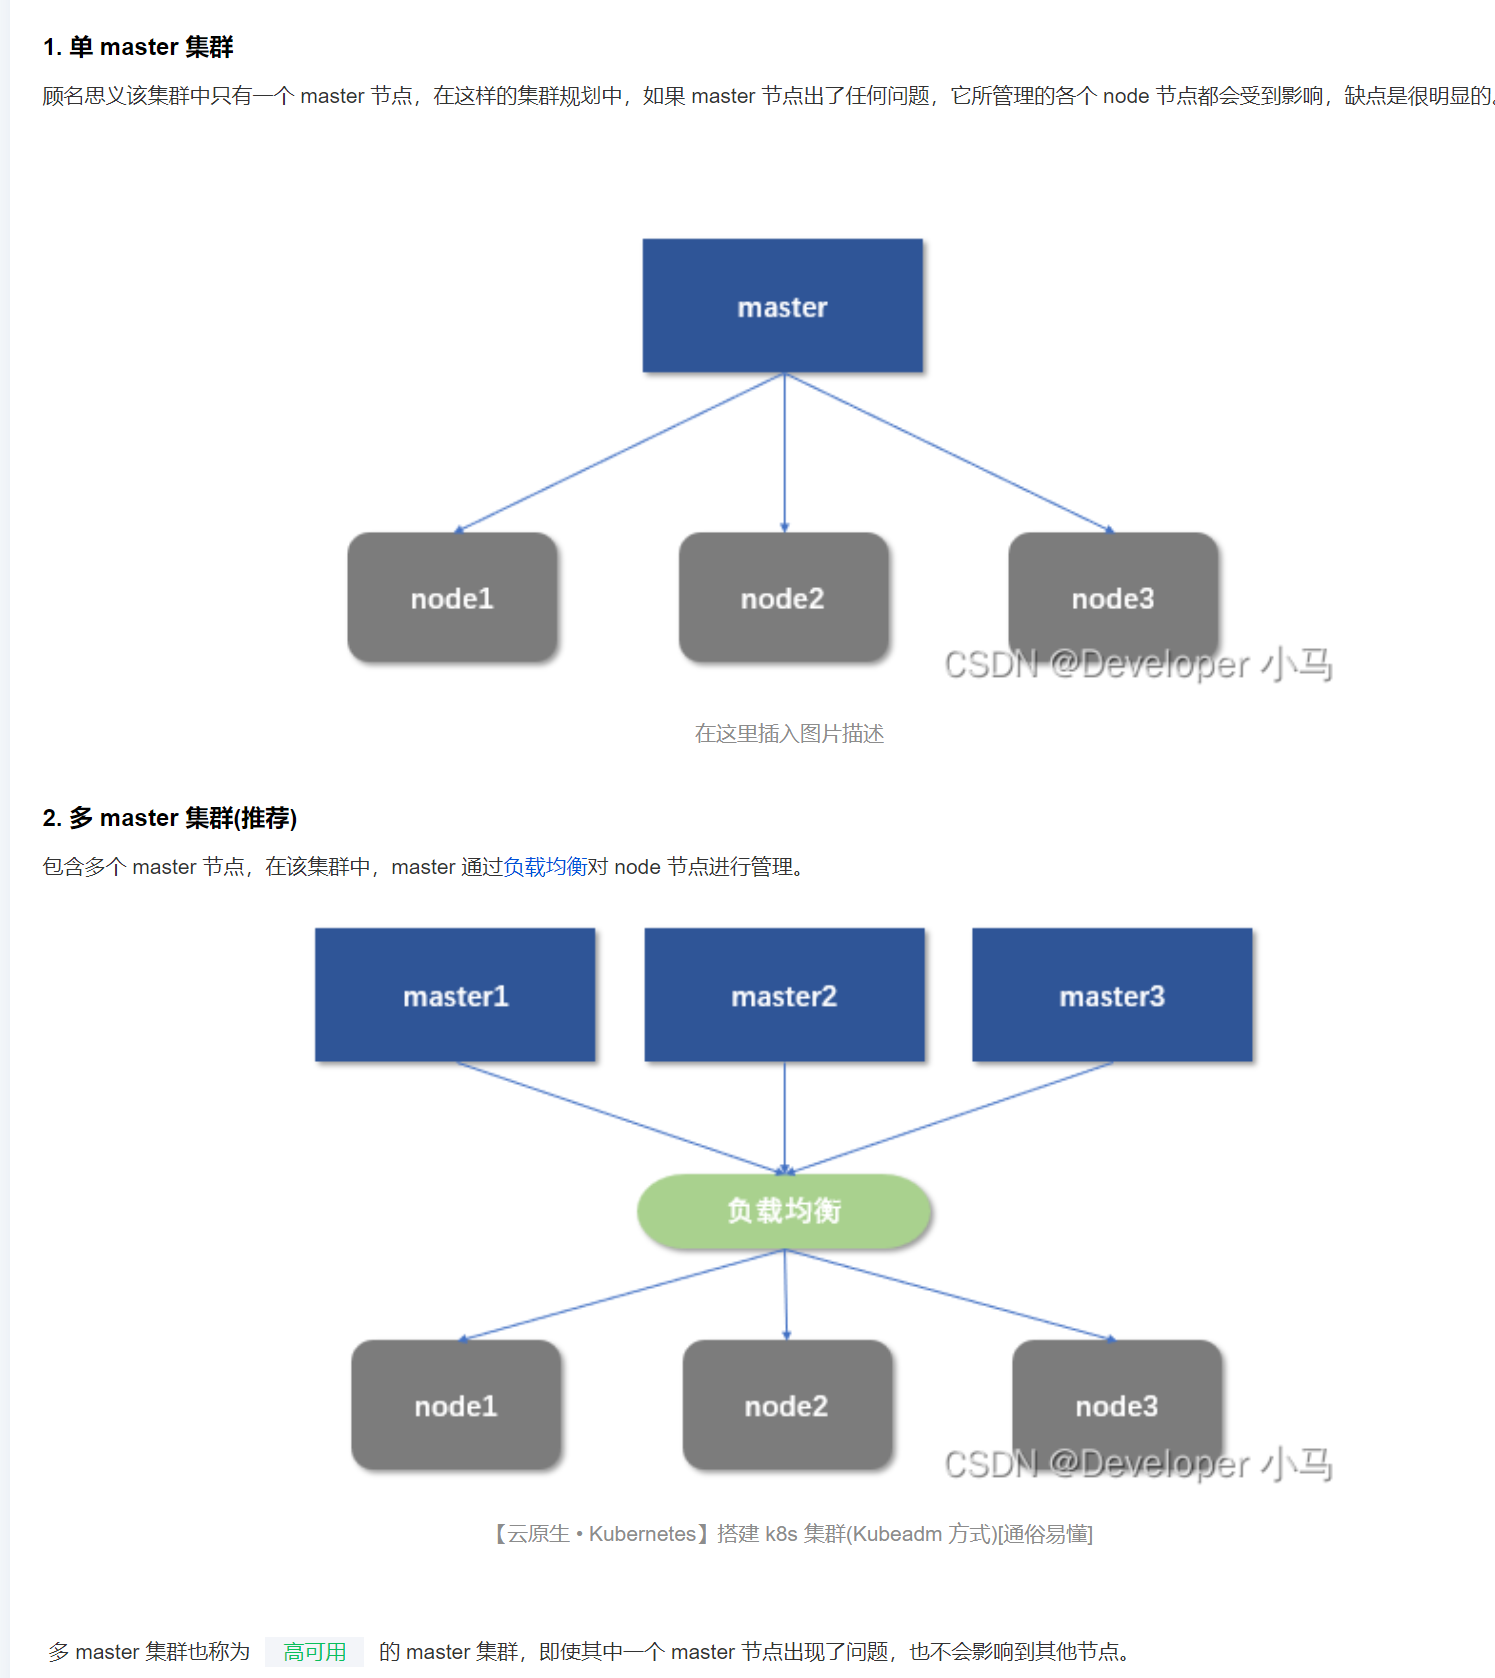 1. 单 master 集群
顾名思义该集群中只有一个 master 节点，在这样的集群规划中，如果 master 节点出了任何问题，它所管理的各个 node 节点都会受到影响，缺点是很明显的。
master
node1 node2 node3
CSDN @Developer 小马
在这里插入图片描述
2. 多 master 集群(推荐)
包含多个 master 节点，在该集群中，master 通过负载均衡对 node 节点进行管理。
master1 master2 master3
负载均衡
node1 node2 node3
CSDN @Developer 小马
【云原生 • Kubernetes】搭建 k8s 集群(Kubeadm 方式)[通俗易懂]
多 master 集群也称为 高可用 的 master 集群，即使其中一个 master 节点出现了问题，也不会影响到其他节点。